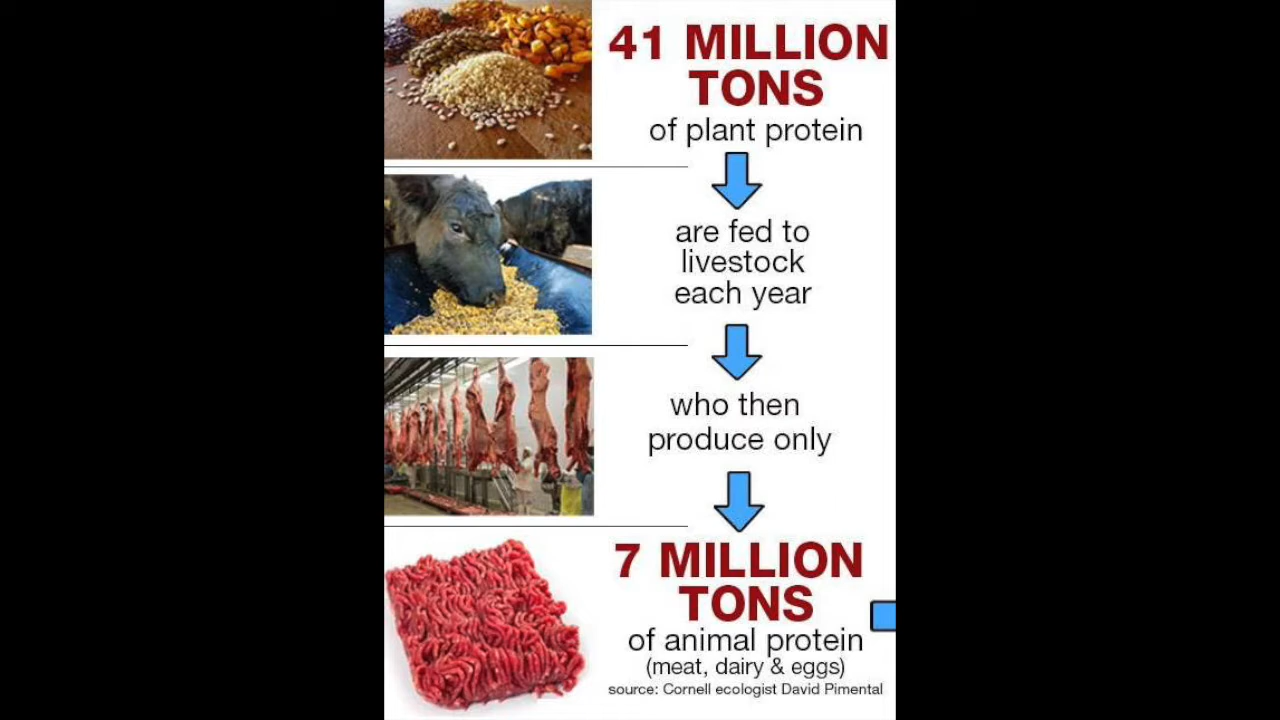 41 MILLION
TONS
of plant protein
are fed to
livestock
each year
who then
produce only
7 MILLION
TONS
of animal protein
(meat, dairy & eggs)
source: Cornell ecologist David Pimental